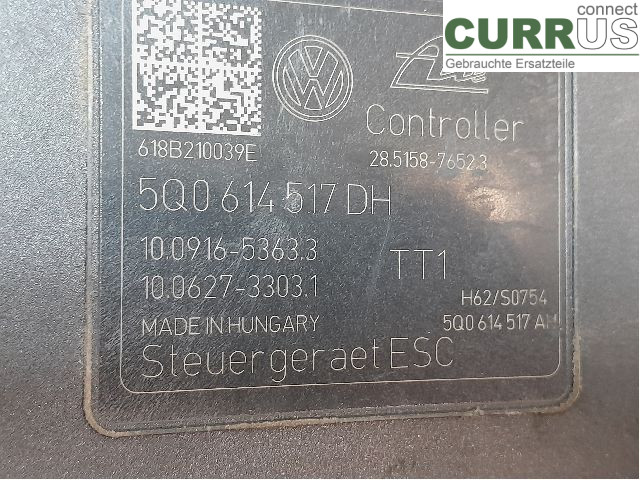 connect
CURRUS
Gebrauchte Ersatzteile
Ate
Controller
618B210039E
28.5158-7652.3
5Q0 614 517 DH
10.0916-5363.3
TT1
10.0627-3303.1
H62/S0754
MADE IN HUNGARY
5Q0 614 517 AH
Steuergeraet ESC